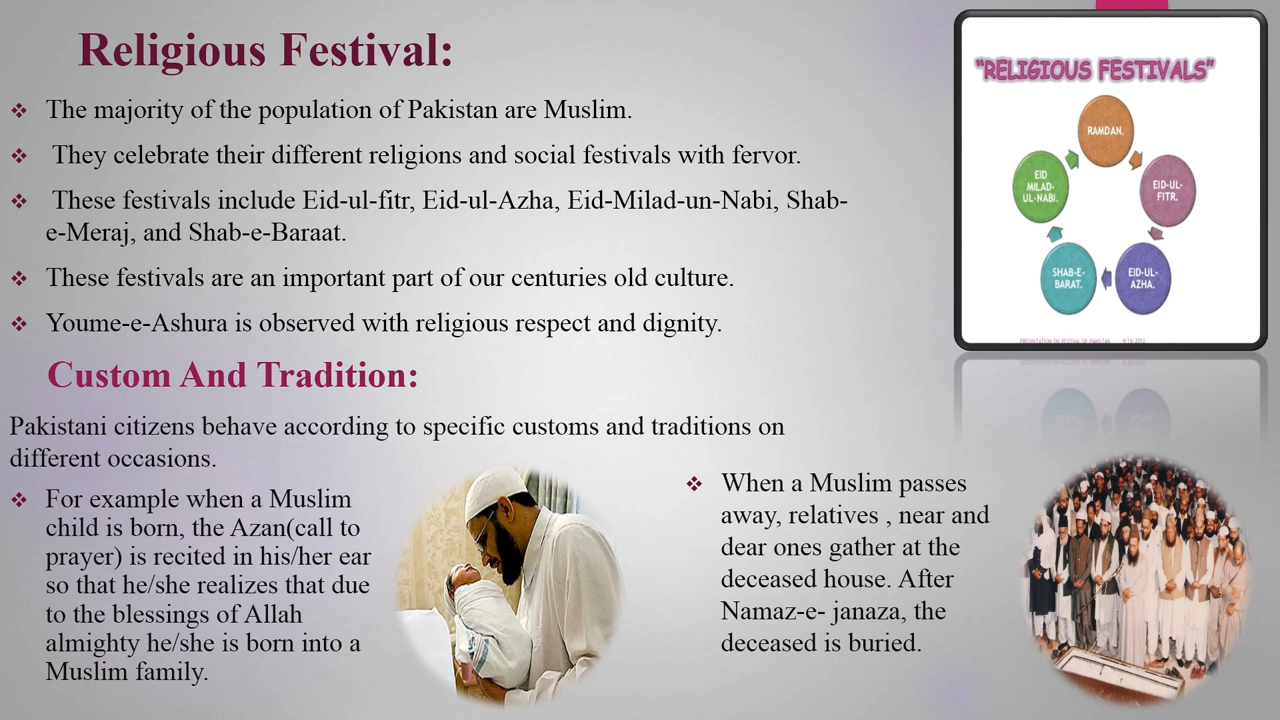 Religious Festival:
❖ The majority of the population of Pakistan are Muslim.
❖ They celebrate their different religions and social festivals with fervor.
❖ These festivals include Eid-ul-fitr, Eid-ul-Azha, Eid-Milad-un-Nabi, Shab-
e-Meraj, and Shab-e-Baraat.
❖ These festivals are an important part of our centuries old culture.
❖ Youme-e-Ashura is observed with religious respect and dignity.
"RELIGIOUS FESTIVALS"
RAMDAN.
EID-UL-
FITR.
EID-UL-
AZHA.
SHAB-E-
BARAT.
EID
MILAD-
UL-NABI.
PRESENTATION ON FESTIVAL OF PAKISTAN
Custom And Tradition:
Pakistani citizens behave according to specific customs and traditions on
different occasions.
❖ For example when a Muslim
child is born, the Azan(call to
prayer) is recited in his/her ear
so that he/she realizes that due
to the blessings of Allah
almighty he/she is born into a
Muslim family.
❖ When a Muslim passes
away, relatives , near and
dear ones gather at the
deceased house. After
Namaz-e- janaza, the
deceased is buried.